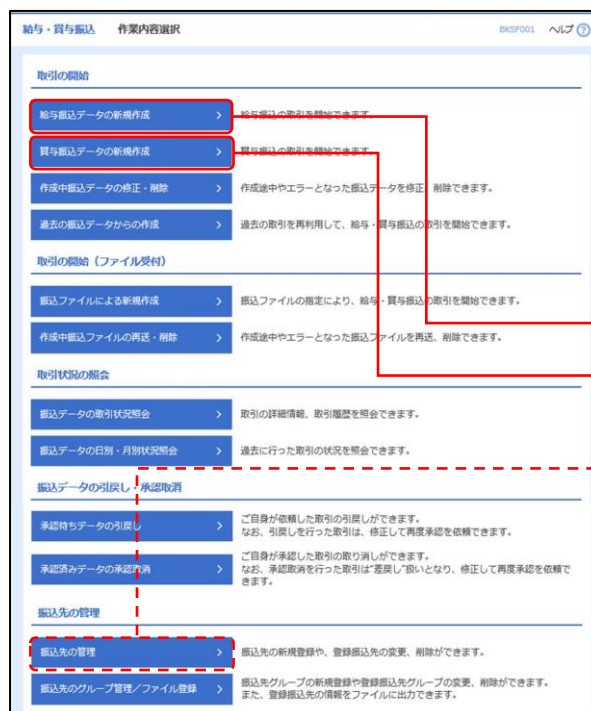 給与・賞与振込 作業内容選択 BKSF001 ヘルプ ?
取引の開始
給与振込データの新規作成 > 給与振込の取引を開始できます。
賞与振込データの新規作成 > 賞与振込の取引を開始できます。
作成中振込データの修正・削除 > 作成途中やエラーとなった振込データを修正、削除できます。
過去の振込データからの作成 > 過去の取引を再利用して、給与・賞与振込の取引を開始できます。
取引の開始（ファイル受付）
振込ファイルによる新規作成 > 振込ファイルの指定により、給与・賞与振込の取引を開始できます。
作成中振込ファイルの再送・削除 > 作成途中やエラーとなった振込ファイルを再送、削除できます。
取引状況の照会
振込データの取引状況照会 > 取引の詳細情報、取引履歴を照会できます。
振込データの日別・月別状況照会 > 過去に行った取引の状況を照会できます。
振込データの引戻し・承認取消
承認待ちデータの引戻し > ご自身が依頼した取引の引戻しができます。
なお、引戻しを行った取引は、修正して再度承認を依頼できます。
承認済みデータの承認取消 > ご自身が承認した取引の取り消しができます。
なお、承認取消を行った取引は“差戻し”扱いとなり、修正して再度承認を依頼で
きます。
振込先の管理
振込先の管理 > 振込先の新規登録や、登録振込先の変更、削除ができます。
振込先のグループ管理／ファイル登録 > 振込先グループの新規登録や登録振込先グループの変更、削除ができます。
また、登録振込先の情報をファイルに出力できます。